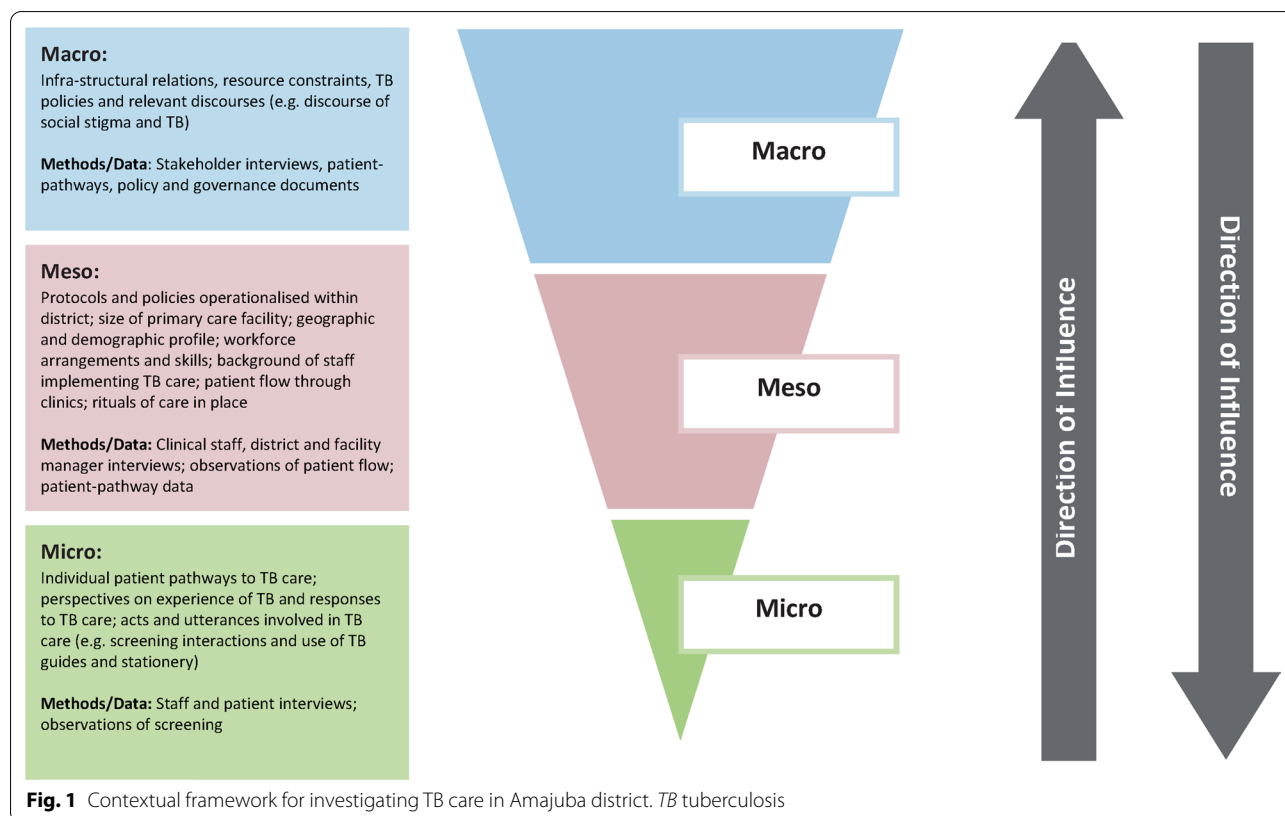 Macro:
Infra-structural relations, resource constraints, TB
policies and relevant discourses (e.g. discourse of
social stigma and TB)
Methods/Data: Stakeholder interviews, patient-
pathways, policy and governance documents
Meso:
Protocols and policies operationalised within
district; size of primary care facility; geographic
and demographic profile; workforce
arrangements and skills; background of staff
implementing TB care; patient flow through
clinics; rituals of care in place
Methods/Data: Clinical staff, district and facility
manager interviews; observations of patient flow;
patient-pathway data
Micro:
Individual patient pathways to TB care;
perspectives on experience of TB and responses
to TB care; acts and utterances involved in TB
care (e.g. screening interactions and use of TB
guides and stationery)
Methods/Data: Staff and patient interviews;
observations of screening
Macro
Meso
Micro
Direction of Influence
Direction of Influence
Fig. 1 Contextual framework for investigating TB care in Amajuba district. TB tuberculosis